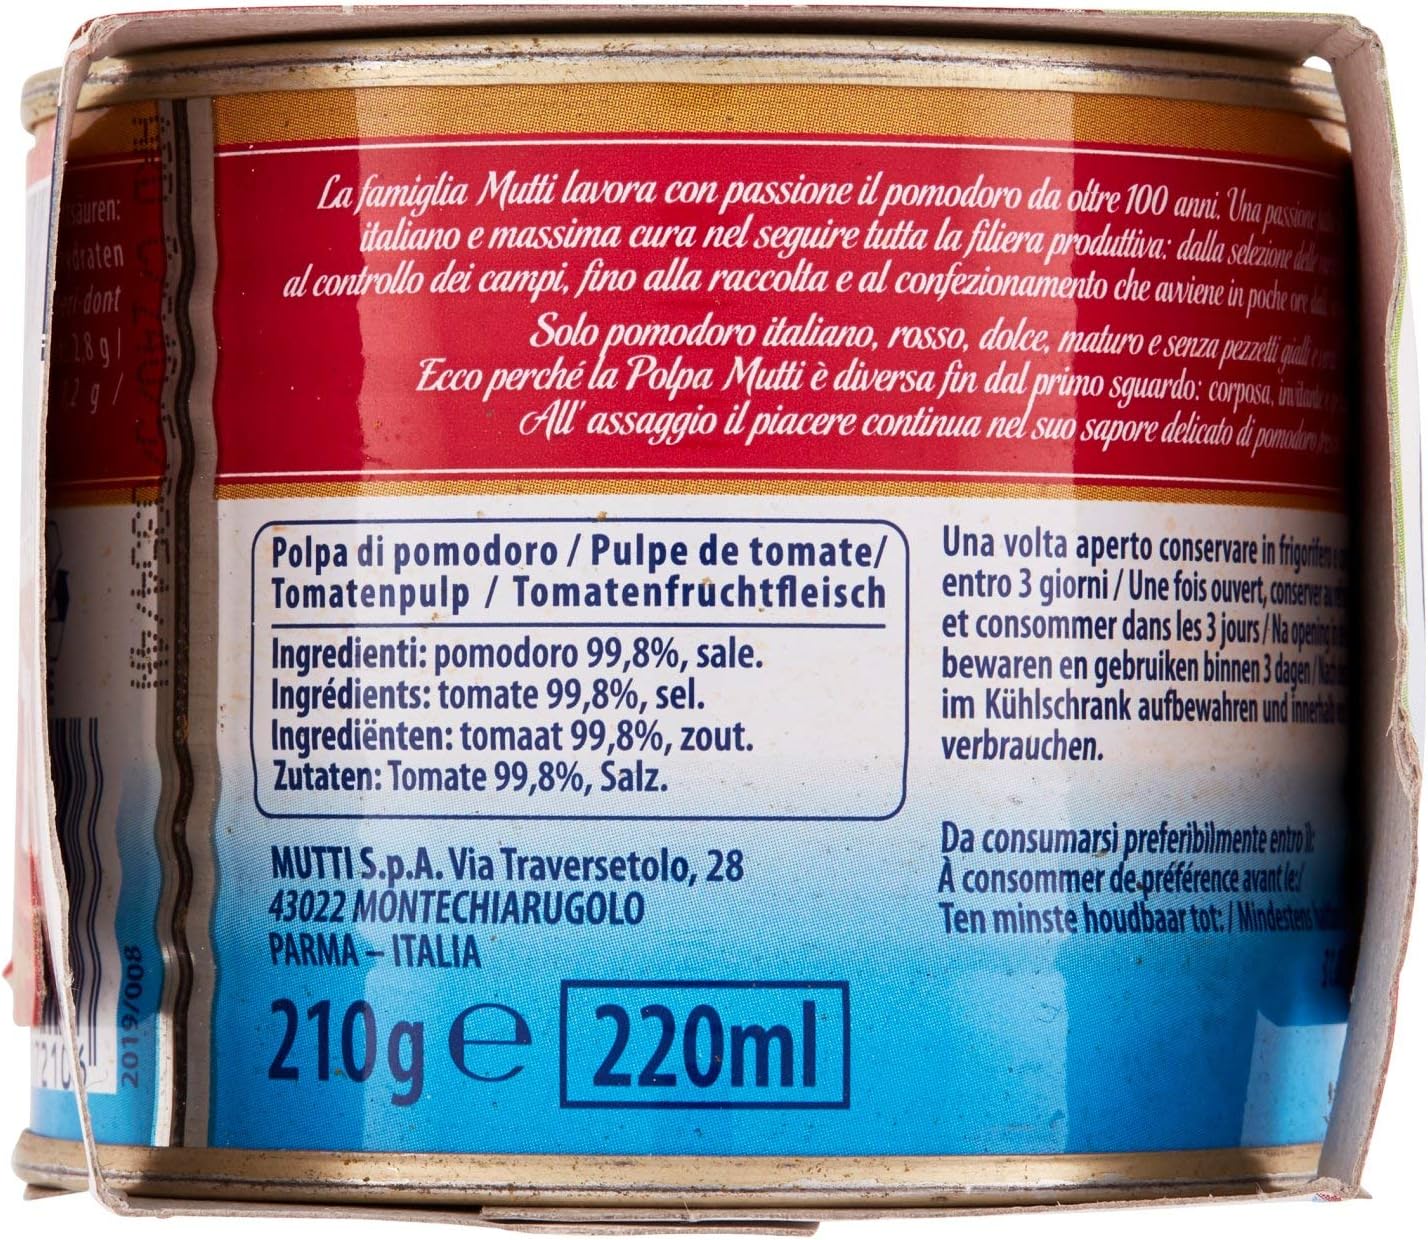 La famiglia Mutti lavora con passione il pomodoro da oltre 100 anni. Una passione
italiano e massima cura nel seguire tutta la filiera produttiva: dalla selezione
al controllo dei campi, fino alla raccolta e al confezionamento che avviene in poche ore
Solo pomodoro italiano, rosso, dolce, maturo e senza pezzetti gialli
Ecco perché la Polpa Mutti è diversa fin dal primo sguardo: corposa,
All' assaggio il piacere continua nel suo sapore delicato di pomodoro
Polpa di pomodoro / Pulpe de tomate/
Tomatenpulp / Tomatenfruchtfleisch
Ingredienti: pomodoro 99,8%, sale.
Ingrédients: tomate 99,8%, sel.
Ingrediënten: tomaat 99,8%, zout.
Zutaten: Tomate 99,8%, Salz.
MUTTI S.p.A. Via Traversetolo, 28
43022 MONTECHIARUGOLO
PARMA – ITALIA
210g e 220ml
Una volta aperto conservare in frigorifero
entro 3 giorni / Une fois ouvert, conserver
et consommer dans les 3 jours / Na opening
bewaren en gebruiken binnen 3 dagen /
im Kühlschrank aufbewahren und innerhalb
verbrauchen.
Da consumarsi preferibilmente entro il:
À consommer de préférence avant le:/
Ten minste houdbaar tot: / Mindestens
säuren:
2,8 g
2019/008